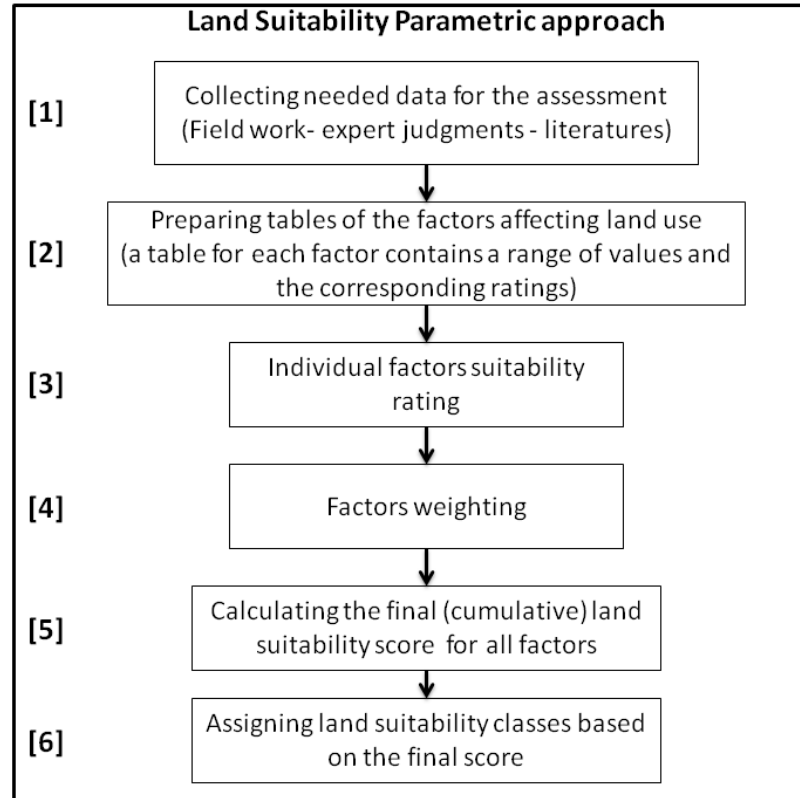 Land Suitability Parametric approach
[1]
Collecting needed data for the assessment
(Field work- expert judgments - literatures)
[2]
Preparing tables of the factors affecting land use
(a table for each factor contains a range of values and
the corresponding ratings)
[3]
Individual factors suitability
rating
[4]
Factors weighting
[5]
Calculating the final (cumulative) land
suitability score for all factors
[6]
Assigning land suitability classes based
on the final score